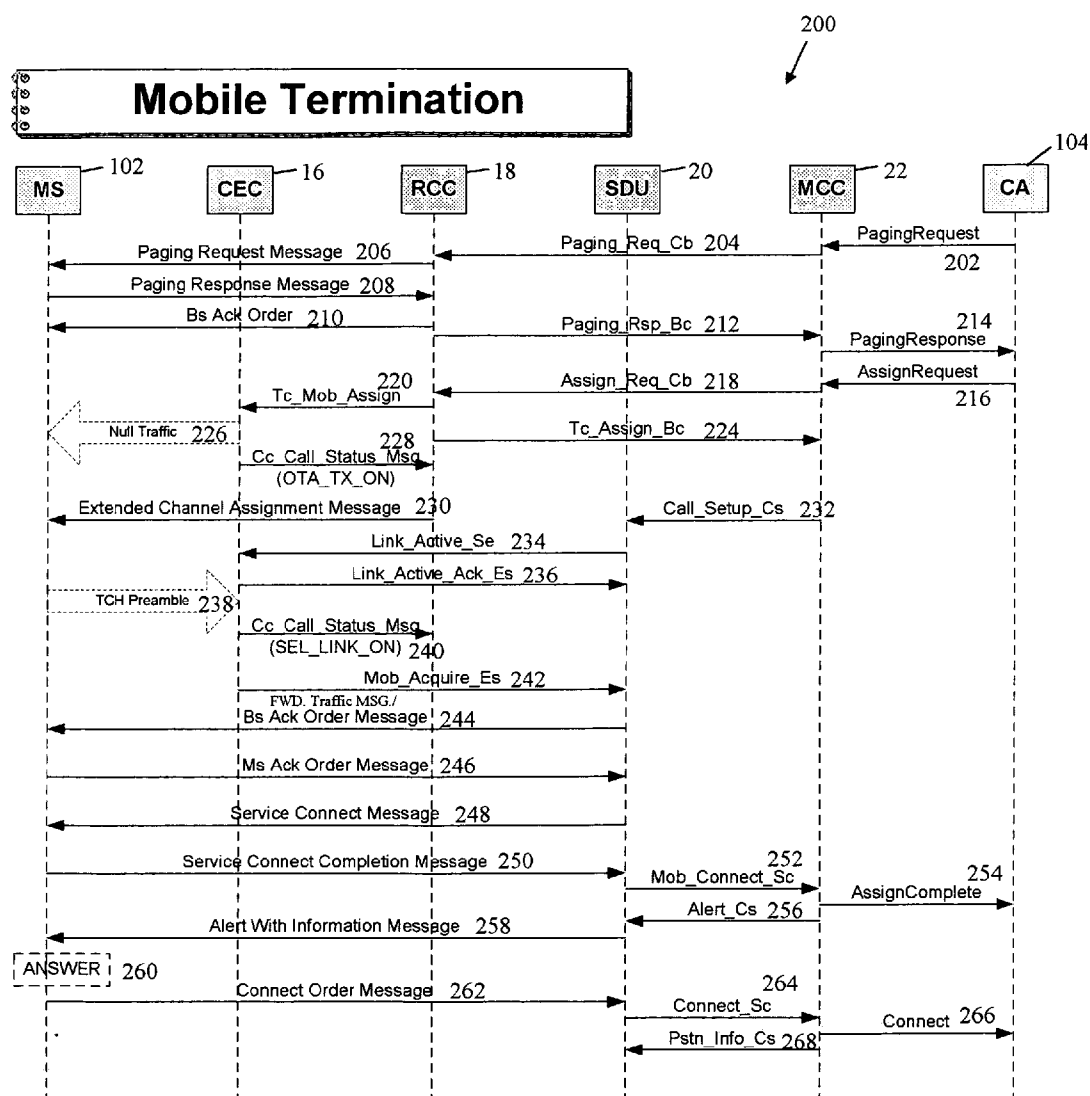 200
Mobile Termination
102
16
18
20
22
104
MS
CEC
RCC
SDU
MCC
CA
PagingRequest
202
Paging_Req_Cb 204
Paging Request Message 206
Paging Response Message 208
Bs Ack Order 210
Paging_Rsp_Bc 212
214
PagingResponse
AssignRequest
216
Assign_Req_Cb 218
220
Tc_Mob_Assign
Null Traffic 226
Tc_Assign_Bc 224
228
Cc_Call_Status_Msg
(OTA_TX_ON)
Extended Channel Assignment Message 230
Call_Setup_Cs 232
Link_Active_Se 234
Link_Active_Ack_Es 236
TCH Preamble 238
Cc_Call_Status_Msg
(SEL_LINK_ON) 240
Mob_Acquire_Es 242
FWD. Traffic MSG./
Bs Ack Order Message 244
Ms Ack Order Message 246
Service Connect Message 248
Service Connect Completion Message 250
252
Mob_Connect_Sc
254
AssignComplete
Alert_Cs 256
Alert With Information Message 258
ANSWER 260
Connect Order Message 262
264
Connect_Sc
Connect 266
Pstn_Info_Cs 268